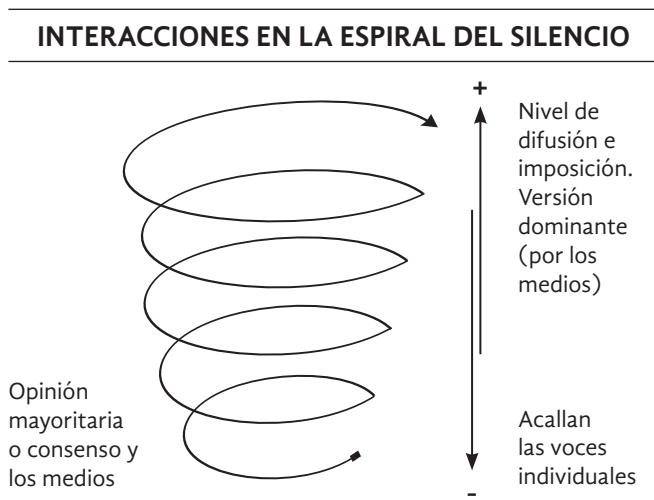 INTERACCIONES EN LA ESPIRAL DEL SILENCIO
+
Nivel de
difusión e
imposición.
Versión
dominante
(por los
medios)
Opinión
mayoritaria
o consenso y
los medios
Acallan
las voces
individuales
-